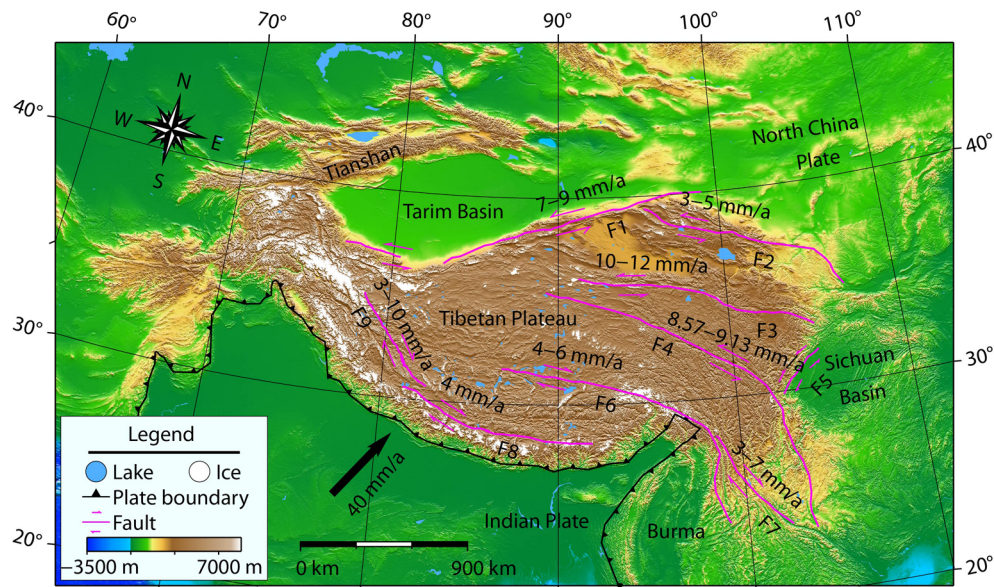 60°
70°
80°
90°
100°
110°
40°
30°
20°
40°
30°
20°
N
W
E
S
Tianshan
Tarim Basin
North China
Plate
7–9 mm/a
3–5 mm/a
F1
F2
10–12 mm/a
3–10 mm/a
F9
Tibetan Plateau
8.57–9.13 mm/a
F3
F4
4–6 mm/a
Sichuan
Basin
F5
4 mm/a
F6
F8
3–7 mm/a
F7
40 mm/a
Indian Plate
Burma
Legend
Lake
Ice
Plate boundary
Fault
−3500 m
7000 m
0 km
900 km